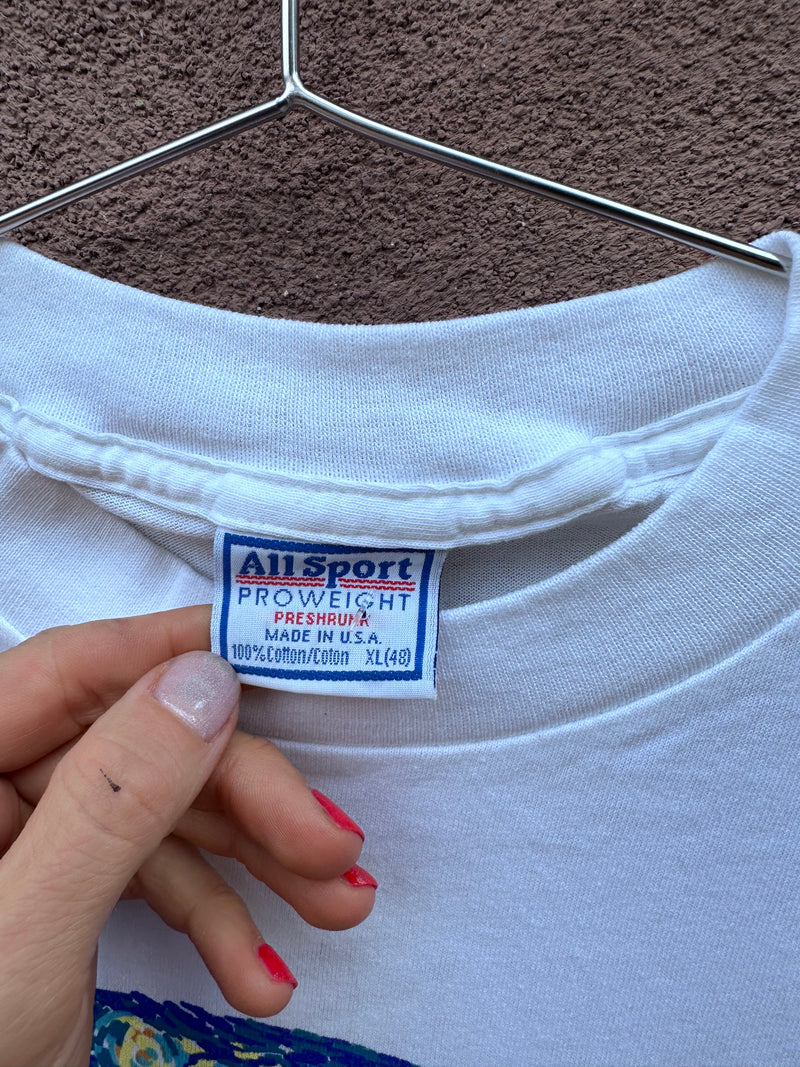 All Sport
PROWEIGHT
PRESHRUNK
MADE IN U.S.A.
100% Cotton/Coton XL(48)